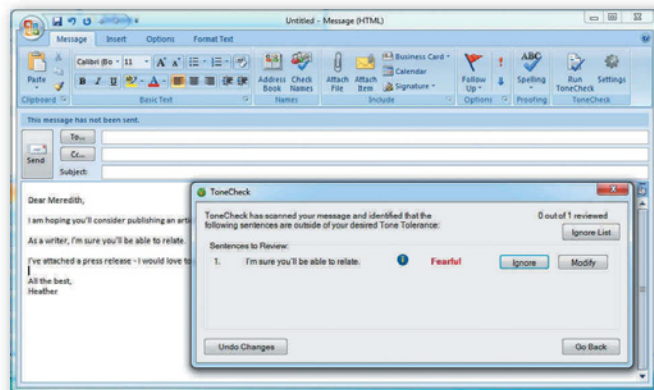 Untitled - Message (HTML)
Message Insert Options Format Text
Calibri (Bo 11
Paste
Clipboard
Basic Text
Address Book
Check Names
Names
Attach File
Attach Item
Business Card
Calendar
Signature
Include
Follow Up
Options
ABC
Spelling
Proofing
Run ToneCheck
Settings
ToneCheck
This message has not been sent.
Send
To...
Cc...
Subject:
Dear Meredith,
I am hoping you'll consider publishing an arti
As a writer, I'm sure you'll be able to relate.
I've attached a press release - I would love to
All the best,
Heather
ToneCheck
ToneCheck has scanned your message and identified that the
following sentences are outside of your desired Tone Tolerance:
0 out of 1 reviewed
Ignore List
Sentences to Review:
1. I'm sure you'll be able to relate. Fearful Ignore Modify
Undo Changes Go Back